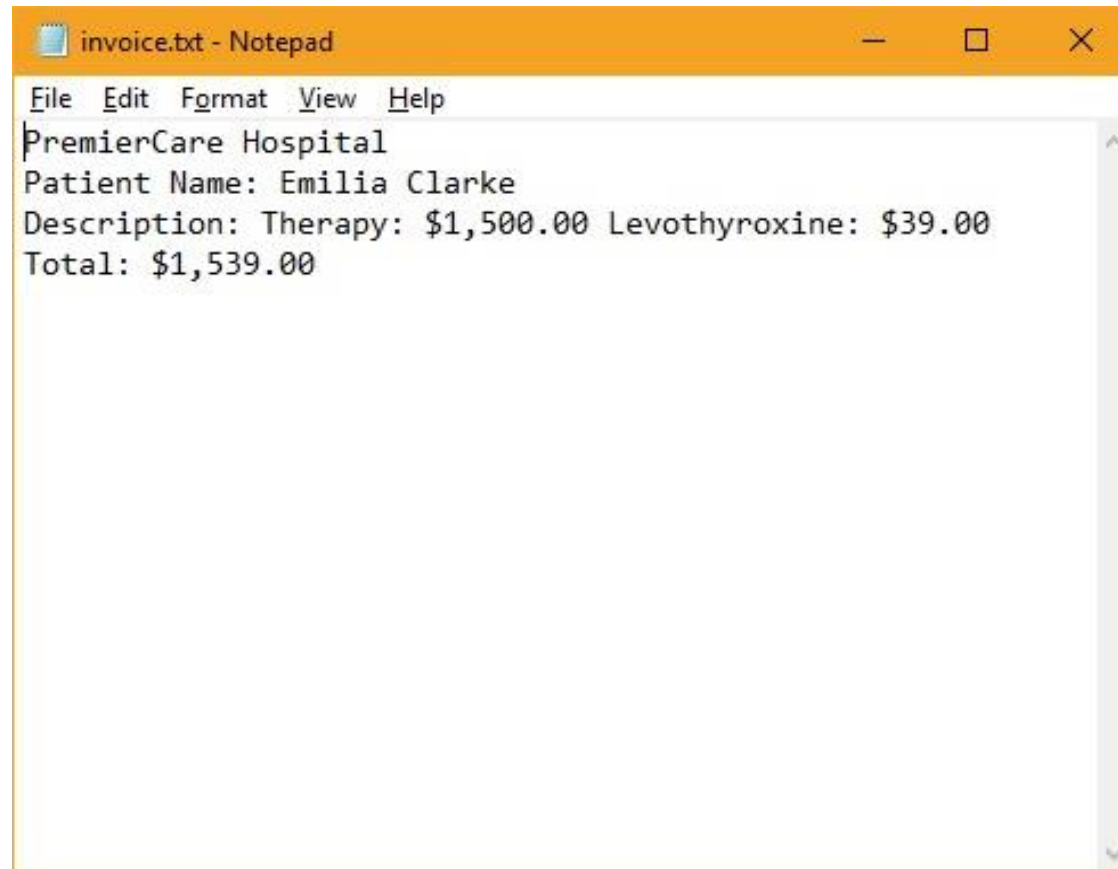 invoice.txt - Notepad
File Edit Format View Help
PremierCare Hospital
Patient Name: Emilia Clarke
Description: Therapy: $1,500.00 Levothyroxine: $39.00
Total: $1,539.00